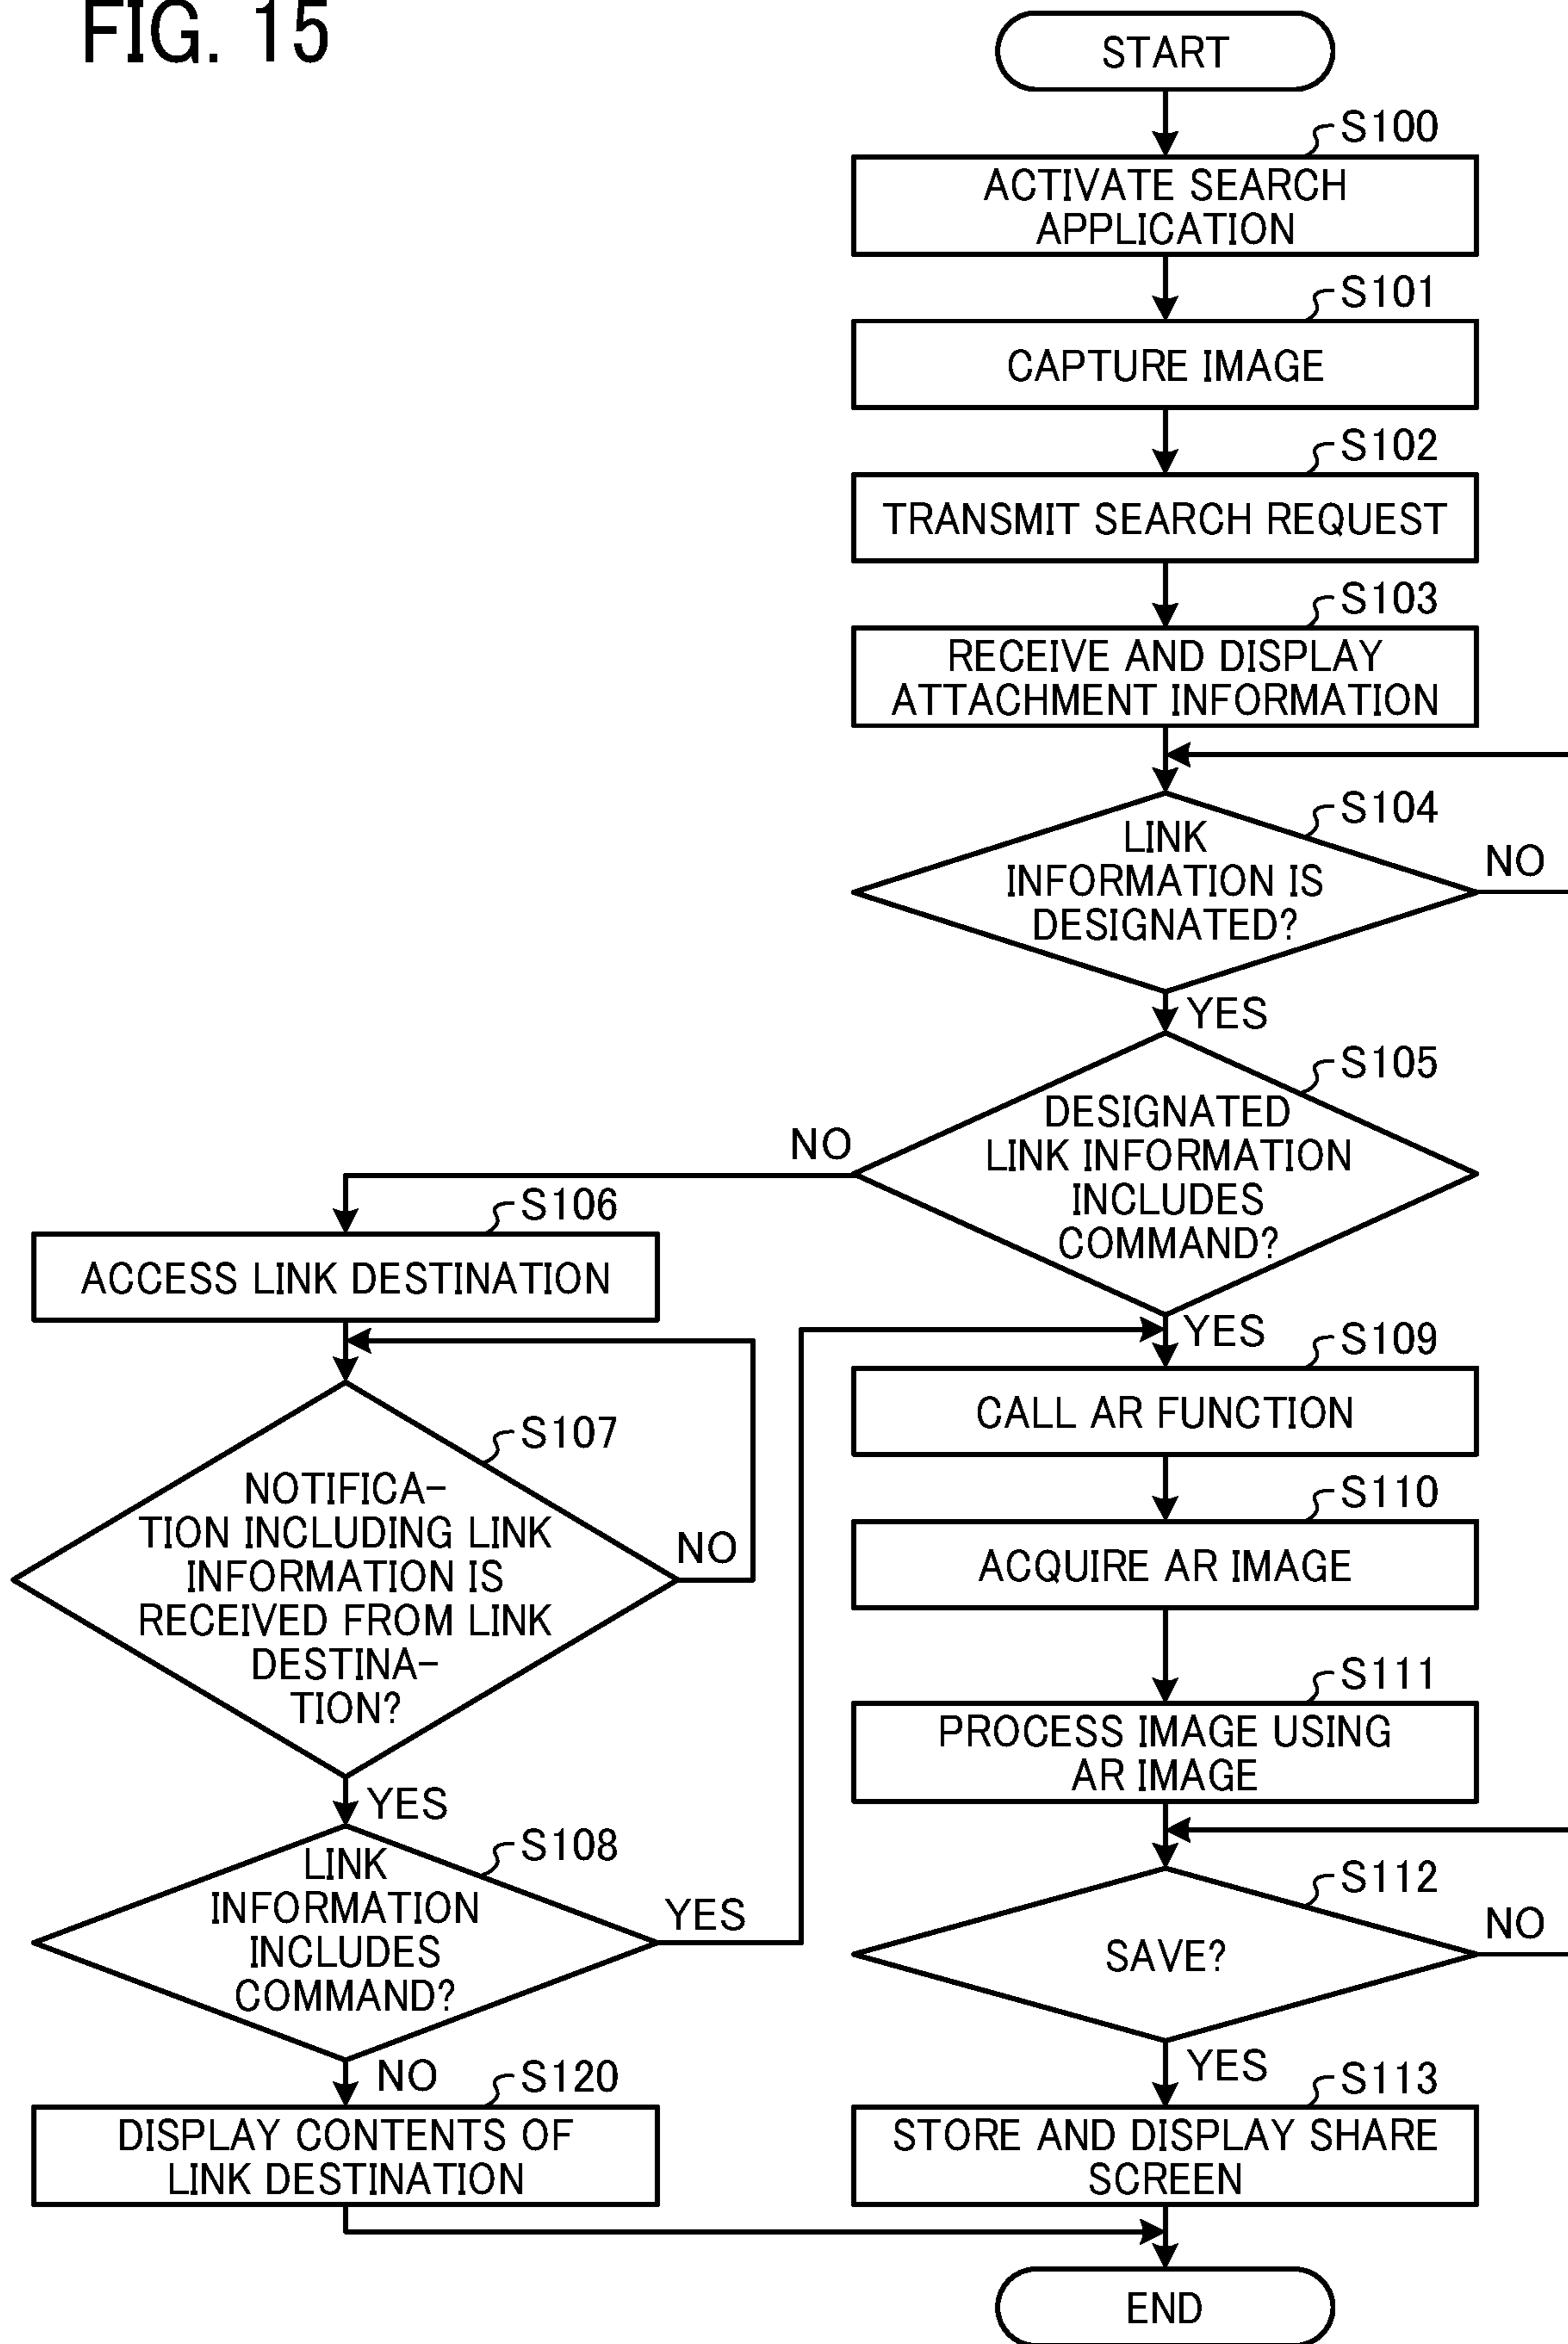 FIG. 15
START
S100
ACTIVATE SEARCH
APPLICATION
S101
CAPTURE IMAGE
S102
TRANSMIT SEARCH REQUEST
S103
RECEIVE AND DISPLAY
ATTACHMENT INFORMATION
S104
LINK
INFORMATION IS
DESIGNATED?
NO
YES
S105
DESIGNATED
LINK INFORMATION
INCLUDES
COMMAND?
NO
YES
S106
ACCESS LINK DESTINATION
S107
NOTIFICA-
TION INCLUDING LINK
INFORMATION IS
RECEIVED FROM LINK
DESTINA-
TION?
NO
YES
S108
LINK
INFORMATION
INCLUDES
COMMAND?
YES
NO
S120
DISPLAY CONTENTS OF
LINK DESTINATION
S109
CALL AR FUNCTION
S110
ACQUIRE AR IMAGE
S111
PROCESS IMAGE USING
AR IMAGE
S112
SAVE?
NO
YES
S113
STORE AND DISPLAY SHARE
SCREEN
END